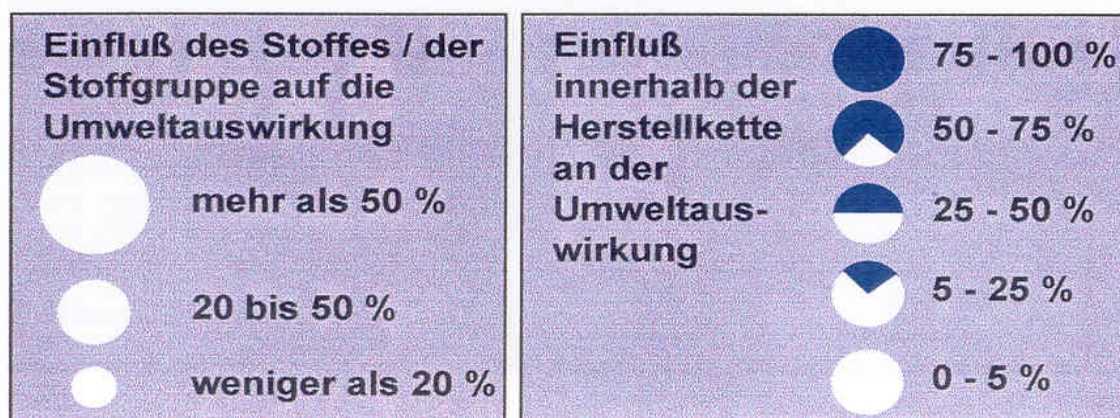 Einfluß des Stoffes / der
Stoffgruppe auf die
Umweltauswirkung
mehr als 50 %
20 bis 50 %
weniger als 20 %
Einfluß
innerhalb der
Herstellkette
an der
Umweltaus-
wirkung
75 - 100 %
50 - 75 %
25 - 50 %
5 - 25 %
0 - 5 %